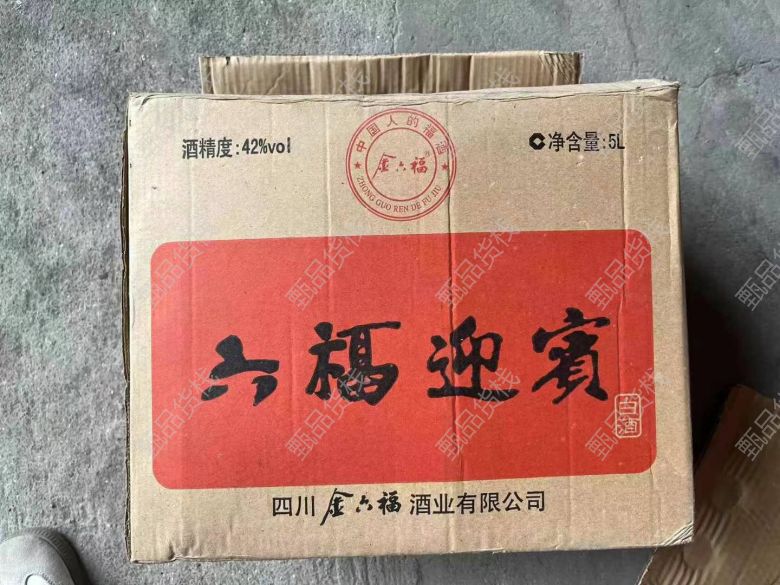 酒精度:42%vol
中国人的福酒
金六福
ZHONG GUO REN DE FU JIU
净含量:5L
六福迎宾
白酒
四川金六福酒业有限公司
甄品货栈